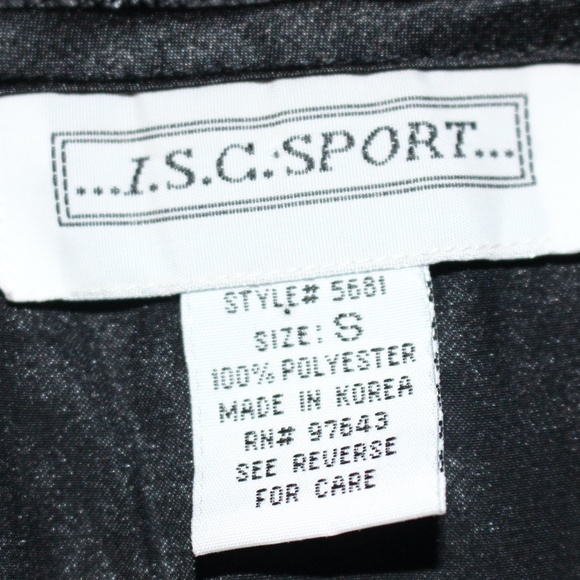 ...I.S.C.SPORT...
STYLE# 5681
SIZE: S
100% POLYESTER
MADE IN KOREA
RN# 97643
SEE REVERSE
FOR CARE